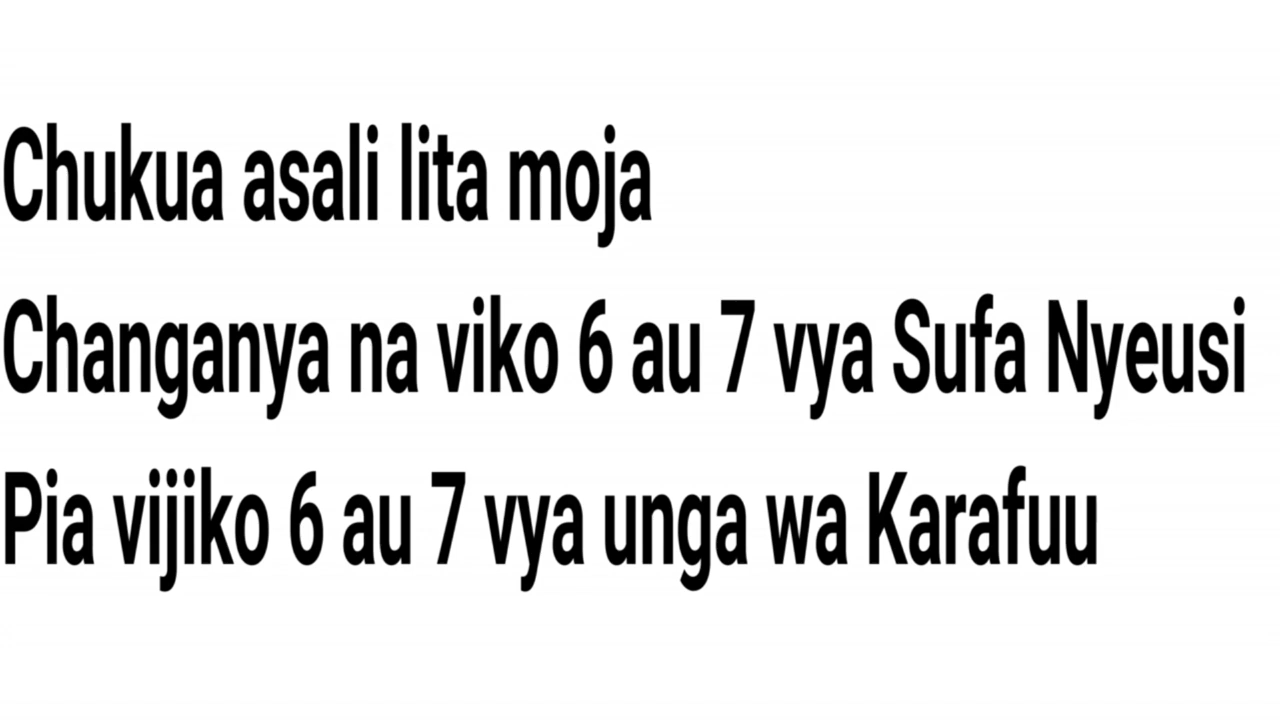 Chukua asali lita moja
Changanya na viko 6 au 7 vya Sufa Nyeusi
Pia vijiko 6 au 7 vya unga wa Karafuu